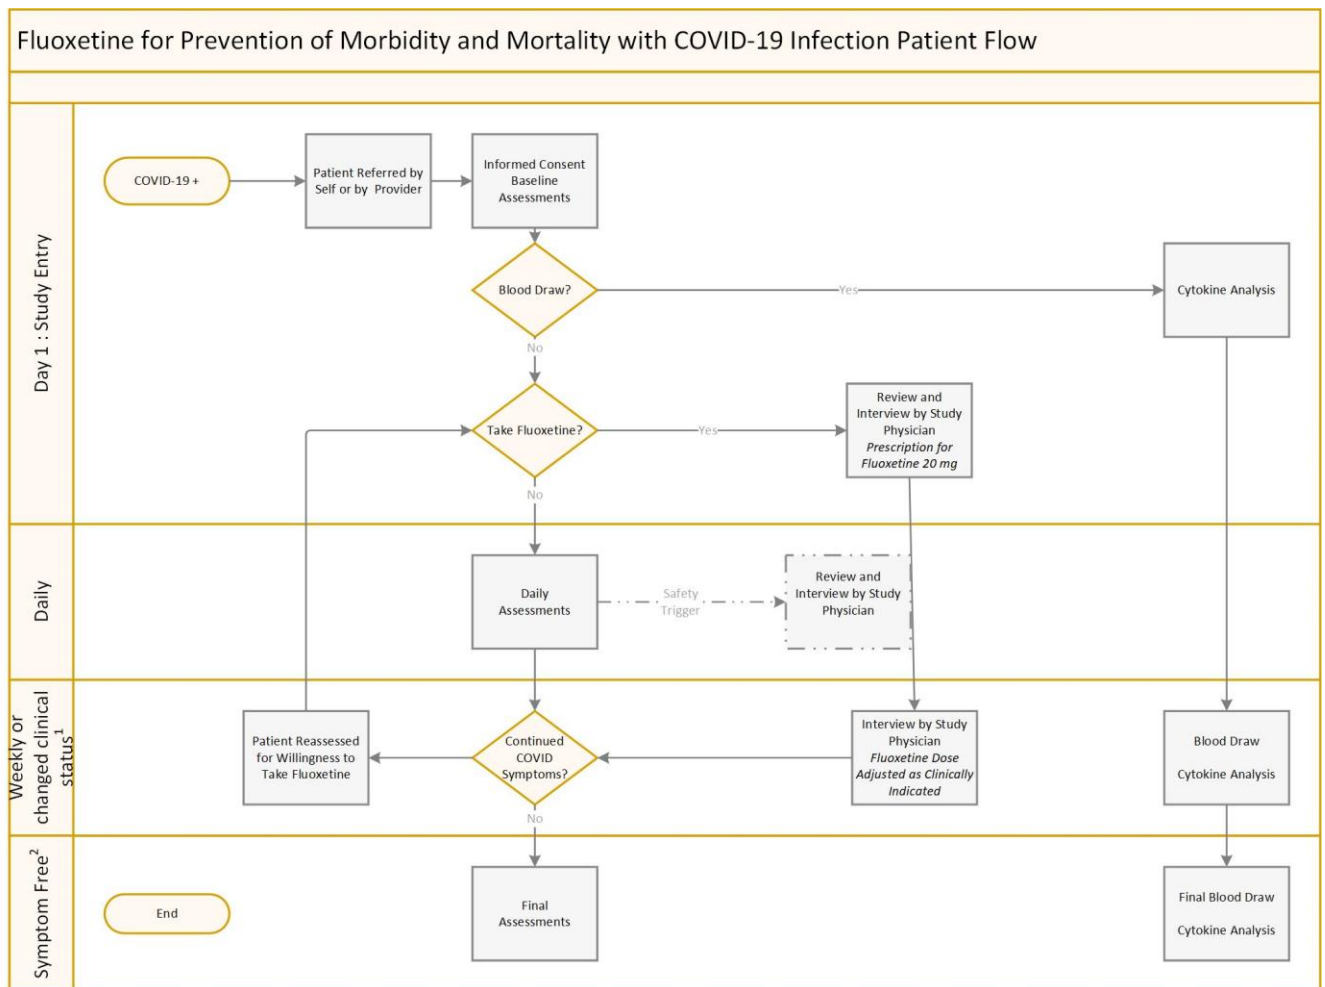 Fluoxetine for Prevention of Morbidity and Mortality with COVID-19 Infection Patient Flow
Day 1 : Study Entry
COVID-19 +
Patient Referred by
Self or by Provider
Informed Consent
Baseline
Assessments
Blood Draw?
Yes
Cytokine Analysis
No
Take Fluoxetine?
Yes
Review and
Interview by Study
Physician
Prescription for
Fluoxetine 20 mg
No
Daily
Daily
Assessments
Safety
Trigger
Review and
Interview by Study
Physician
Weekly or
changed clinical
status¹
Patient Reassessed
for Willingness to
Take Fluoxetine
Continued
COVID
Symptoms?
Interview by Study
Physician
Fluoxetine Dose
Adjusted as Clinically
Indicated
Blood Draw
Cytokine Analysis
No
Symptom Free²
End
Final
Assessments
Final Blood Draw
Cytokine Analysis